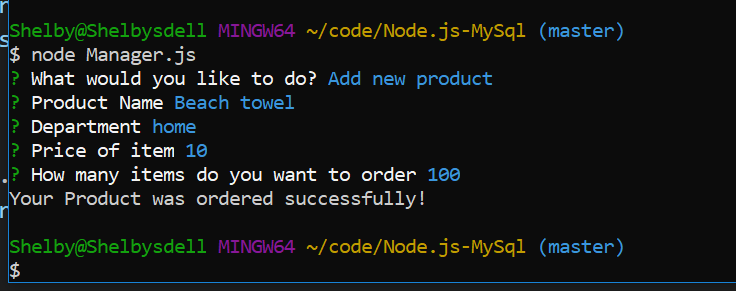 Shelby@Shelbysdell MINGW64 ~/code/Node.js-MySql (master)
$ node Manager.js
? What would you like to do? Add new product
? Product Name Beach towel
? Department home
? Price of item 10
? How many items do you want to order 100
Your Product was ordered successfully!
Shelby@Shelbysdell MINGW64 ~/code/Node.js-MySql (master)
$